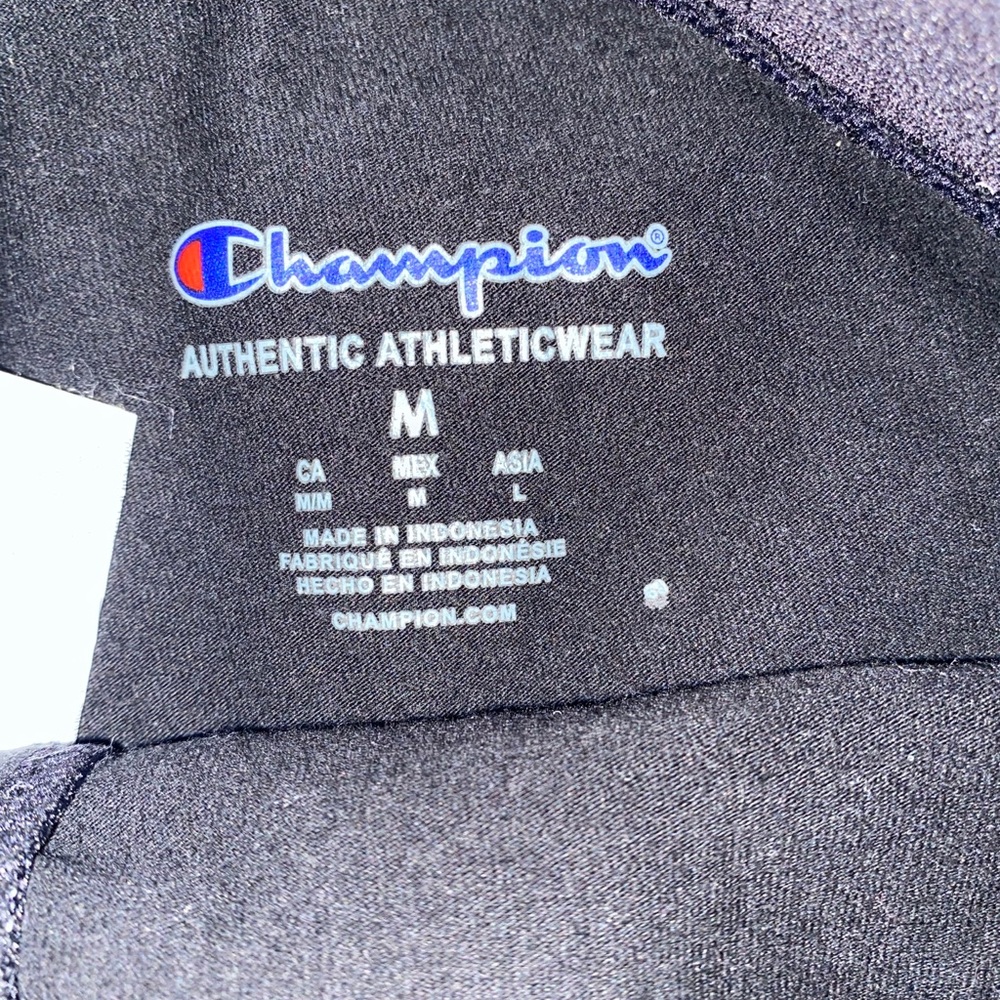 Champion®
AUTHENTIC ATHLETICWEAR
M
CA MEX ASIA
M/M M L
MADE IN INDONESIA
FABRIQUÉ EN INDONÉSIE
HECHO EN INDONESIA
CHAMPION.COM